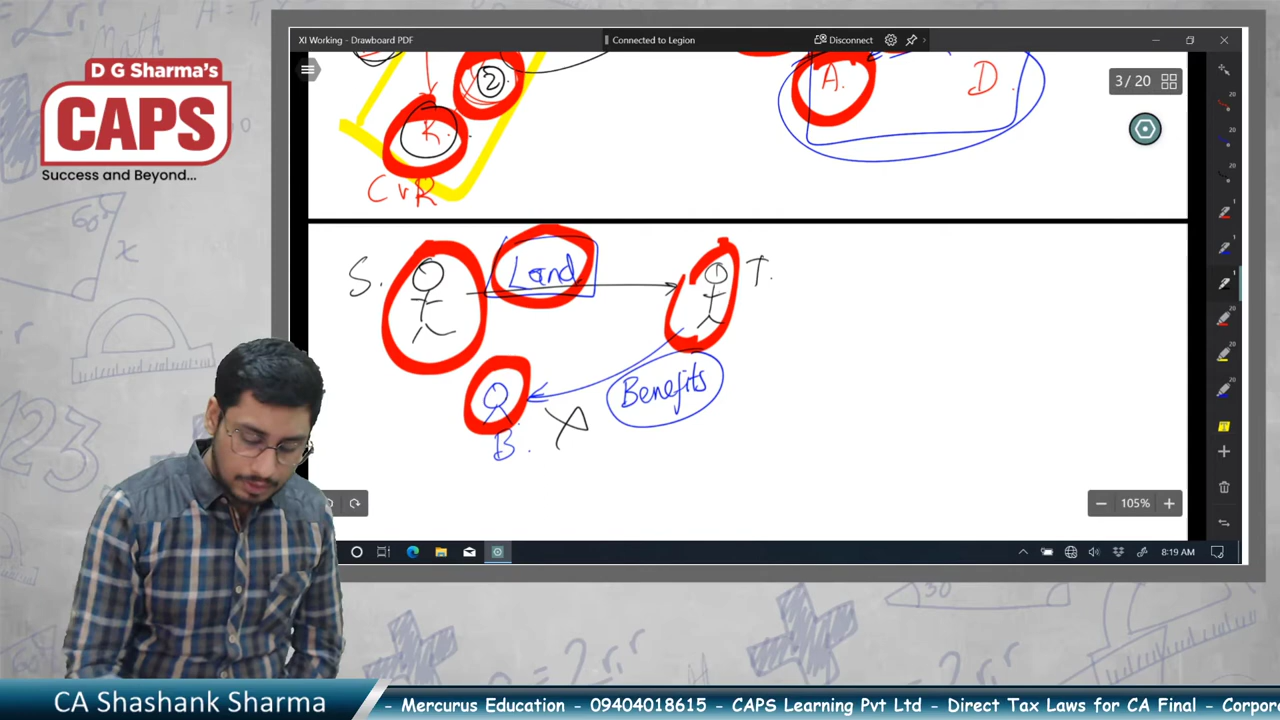 D G Sharma's
CAPS
Success and Beyond...
XI Working - Drawboard PDF
Connected to Legion
Disconnect
3 / 20
2
K.
CVR
A.
D.
S.
Land
T.
Benefits
B.
X
105%
8:19 AM
CA Shashank Sharma
- Mercurus Education - 09404018615 - CAPS Learning Pvt Ltd - Direct Tax Laws for CA Final - Corpor